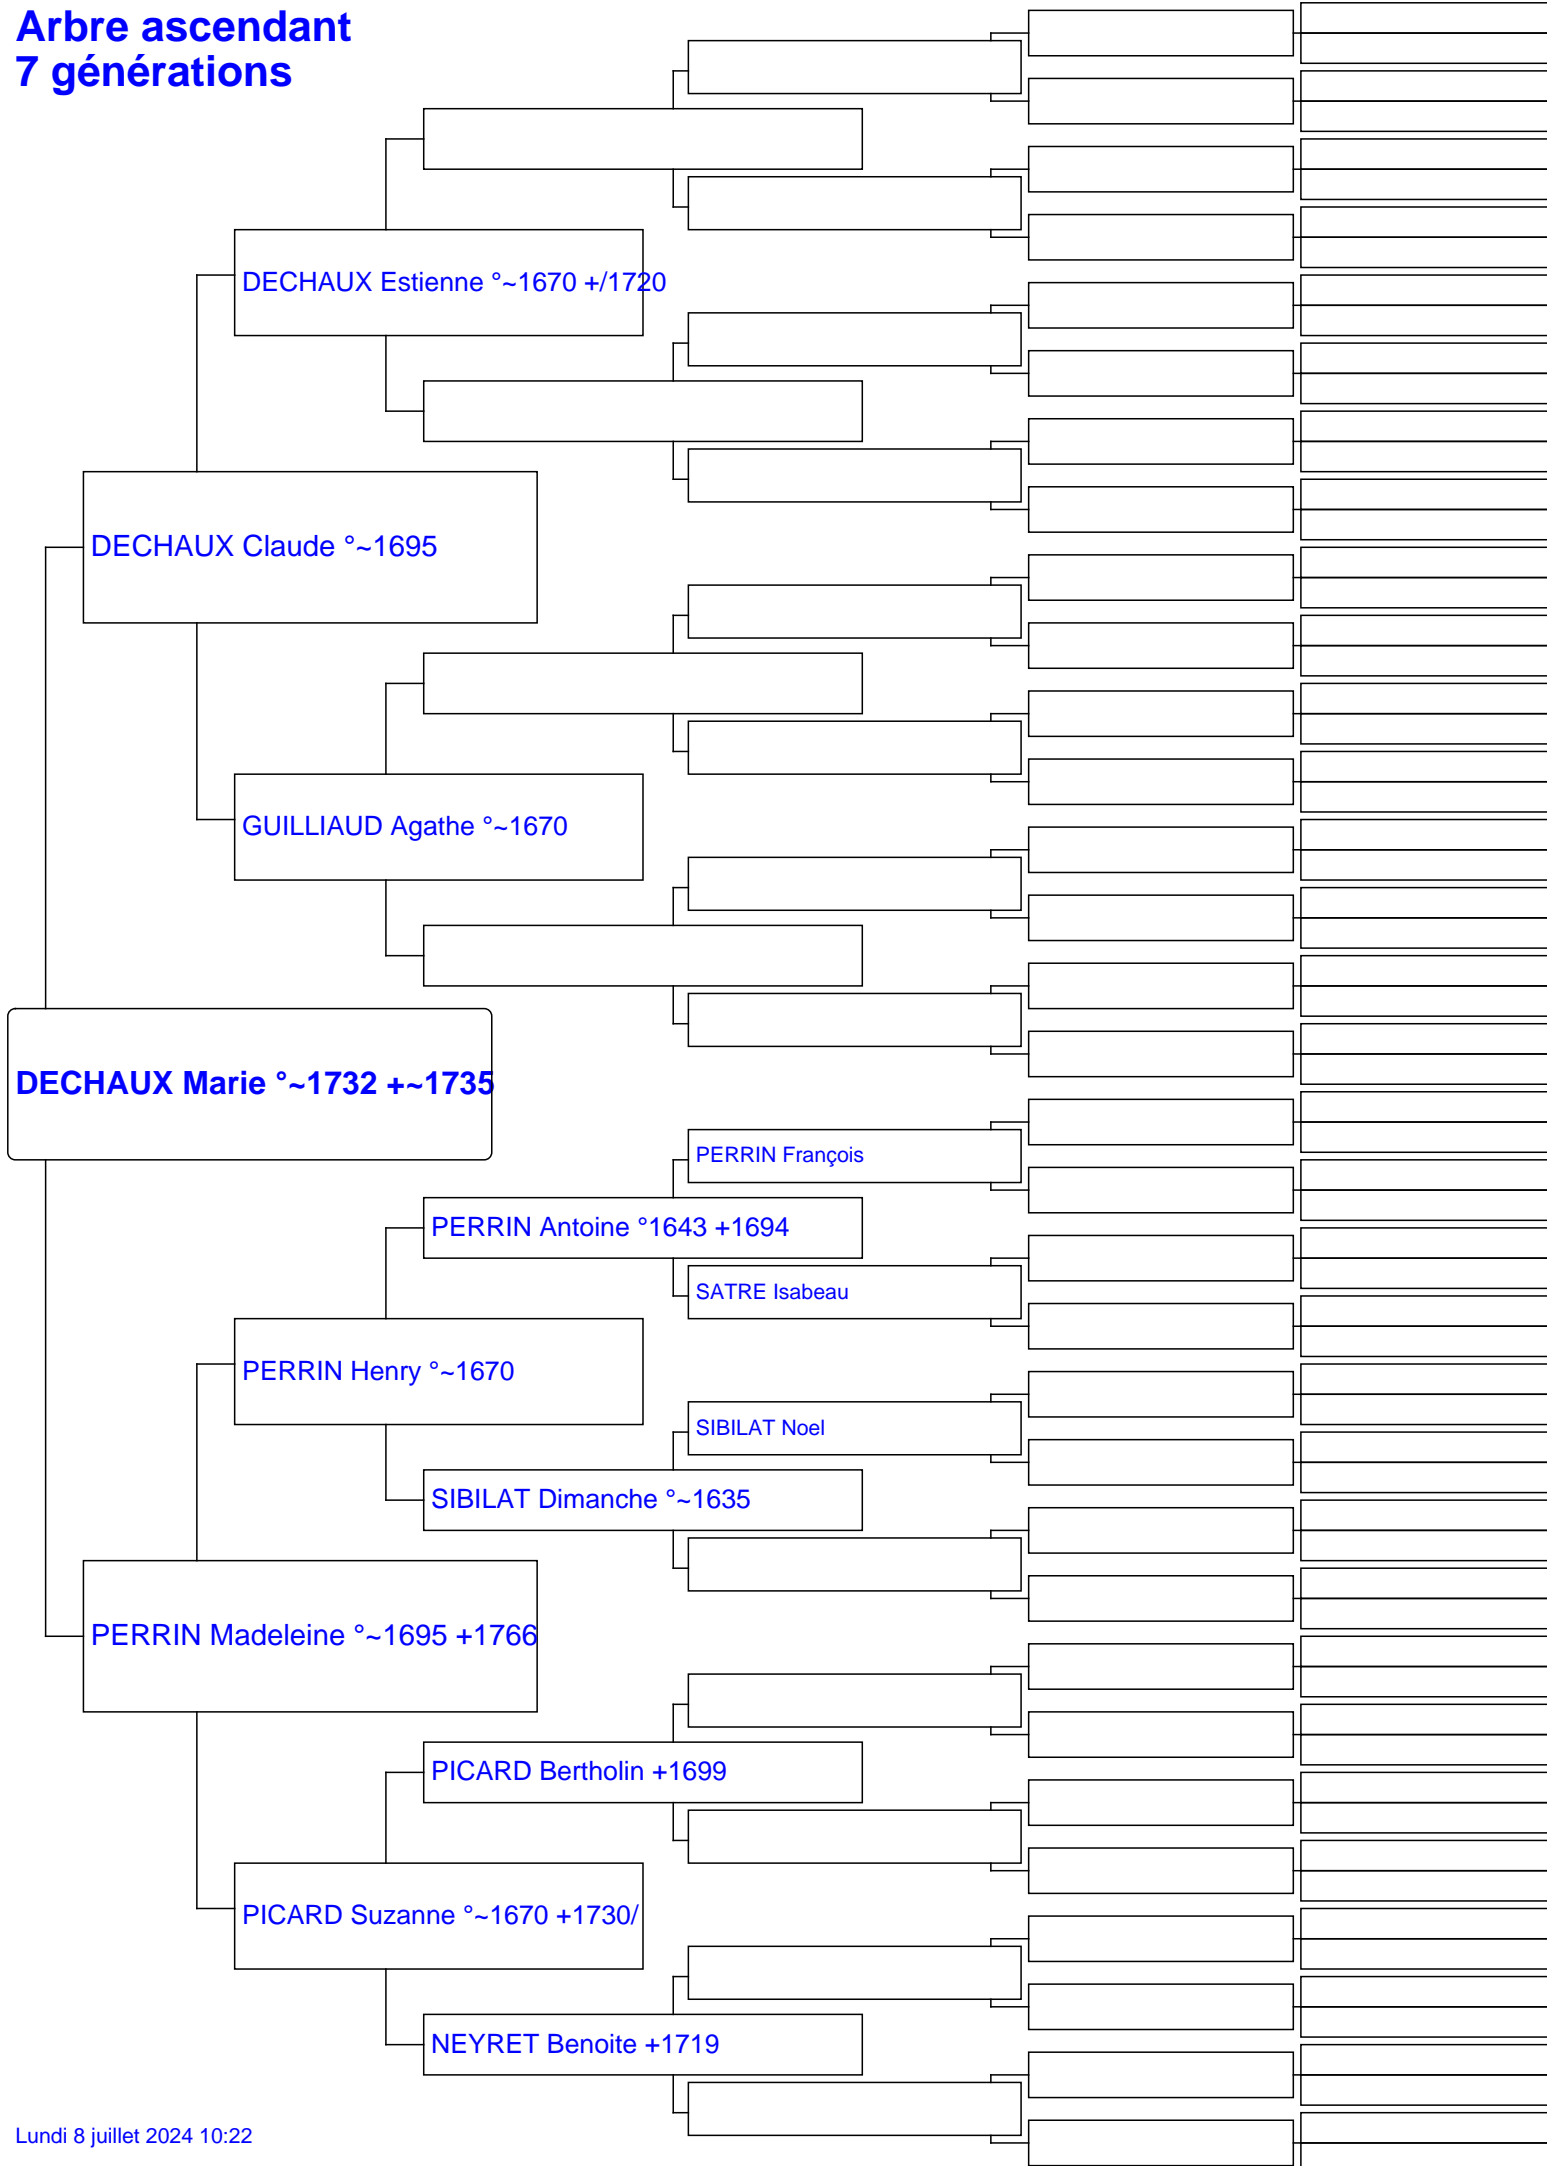 Arbre ascendant
7 générations
DECHAUX Estienne °~1670 +/1720
DECHAUX Claude °~1695
GUILLIAUD Agathe °~1670
DECHAUX Marie °~1732 +~1735
PERRIN François
PERRIN Antoine °1643 +1694
SATRE Isabeau
PERRIN Henry °~1670
SIBILAT Noel
SIBILAT Dimanche °~1635
PERRIN Madeleine °~1695 +1766
PICARD Bertholin +1699
PICARD Suzanne °~1670 +1730/
NEYRET Benoite +1719
Lundi 8 juillet 2024 10:22